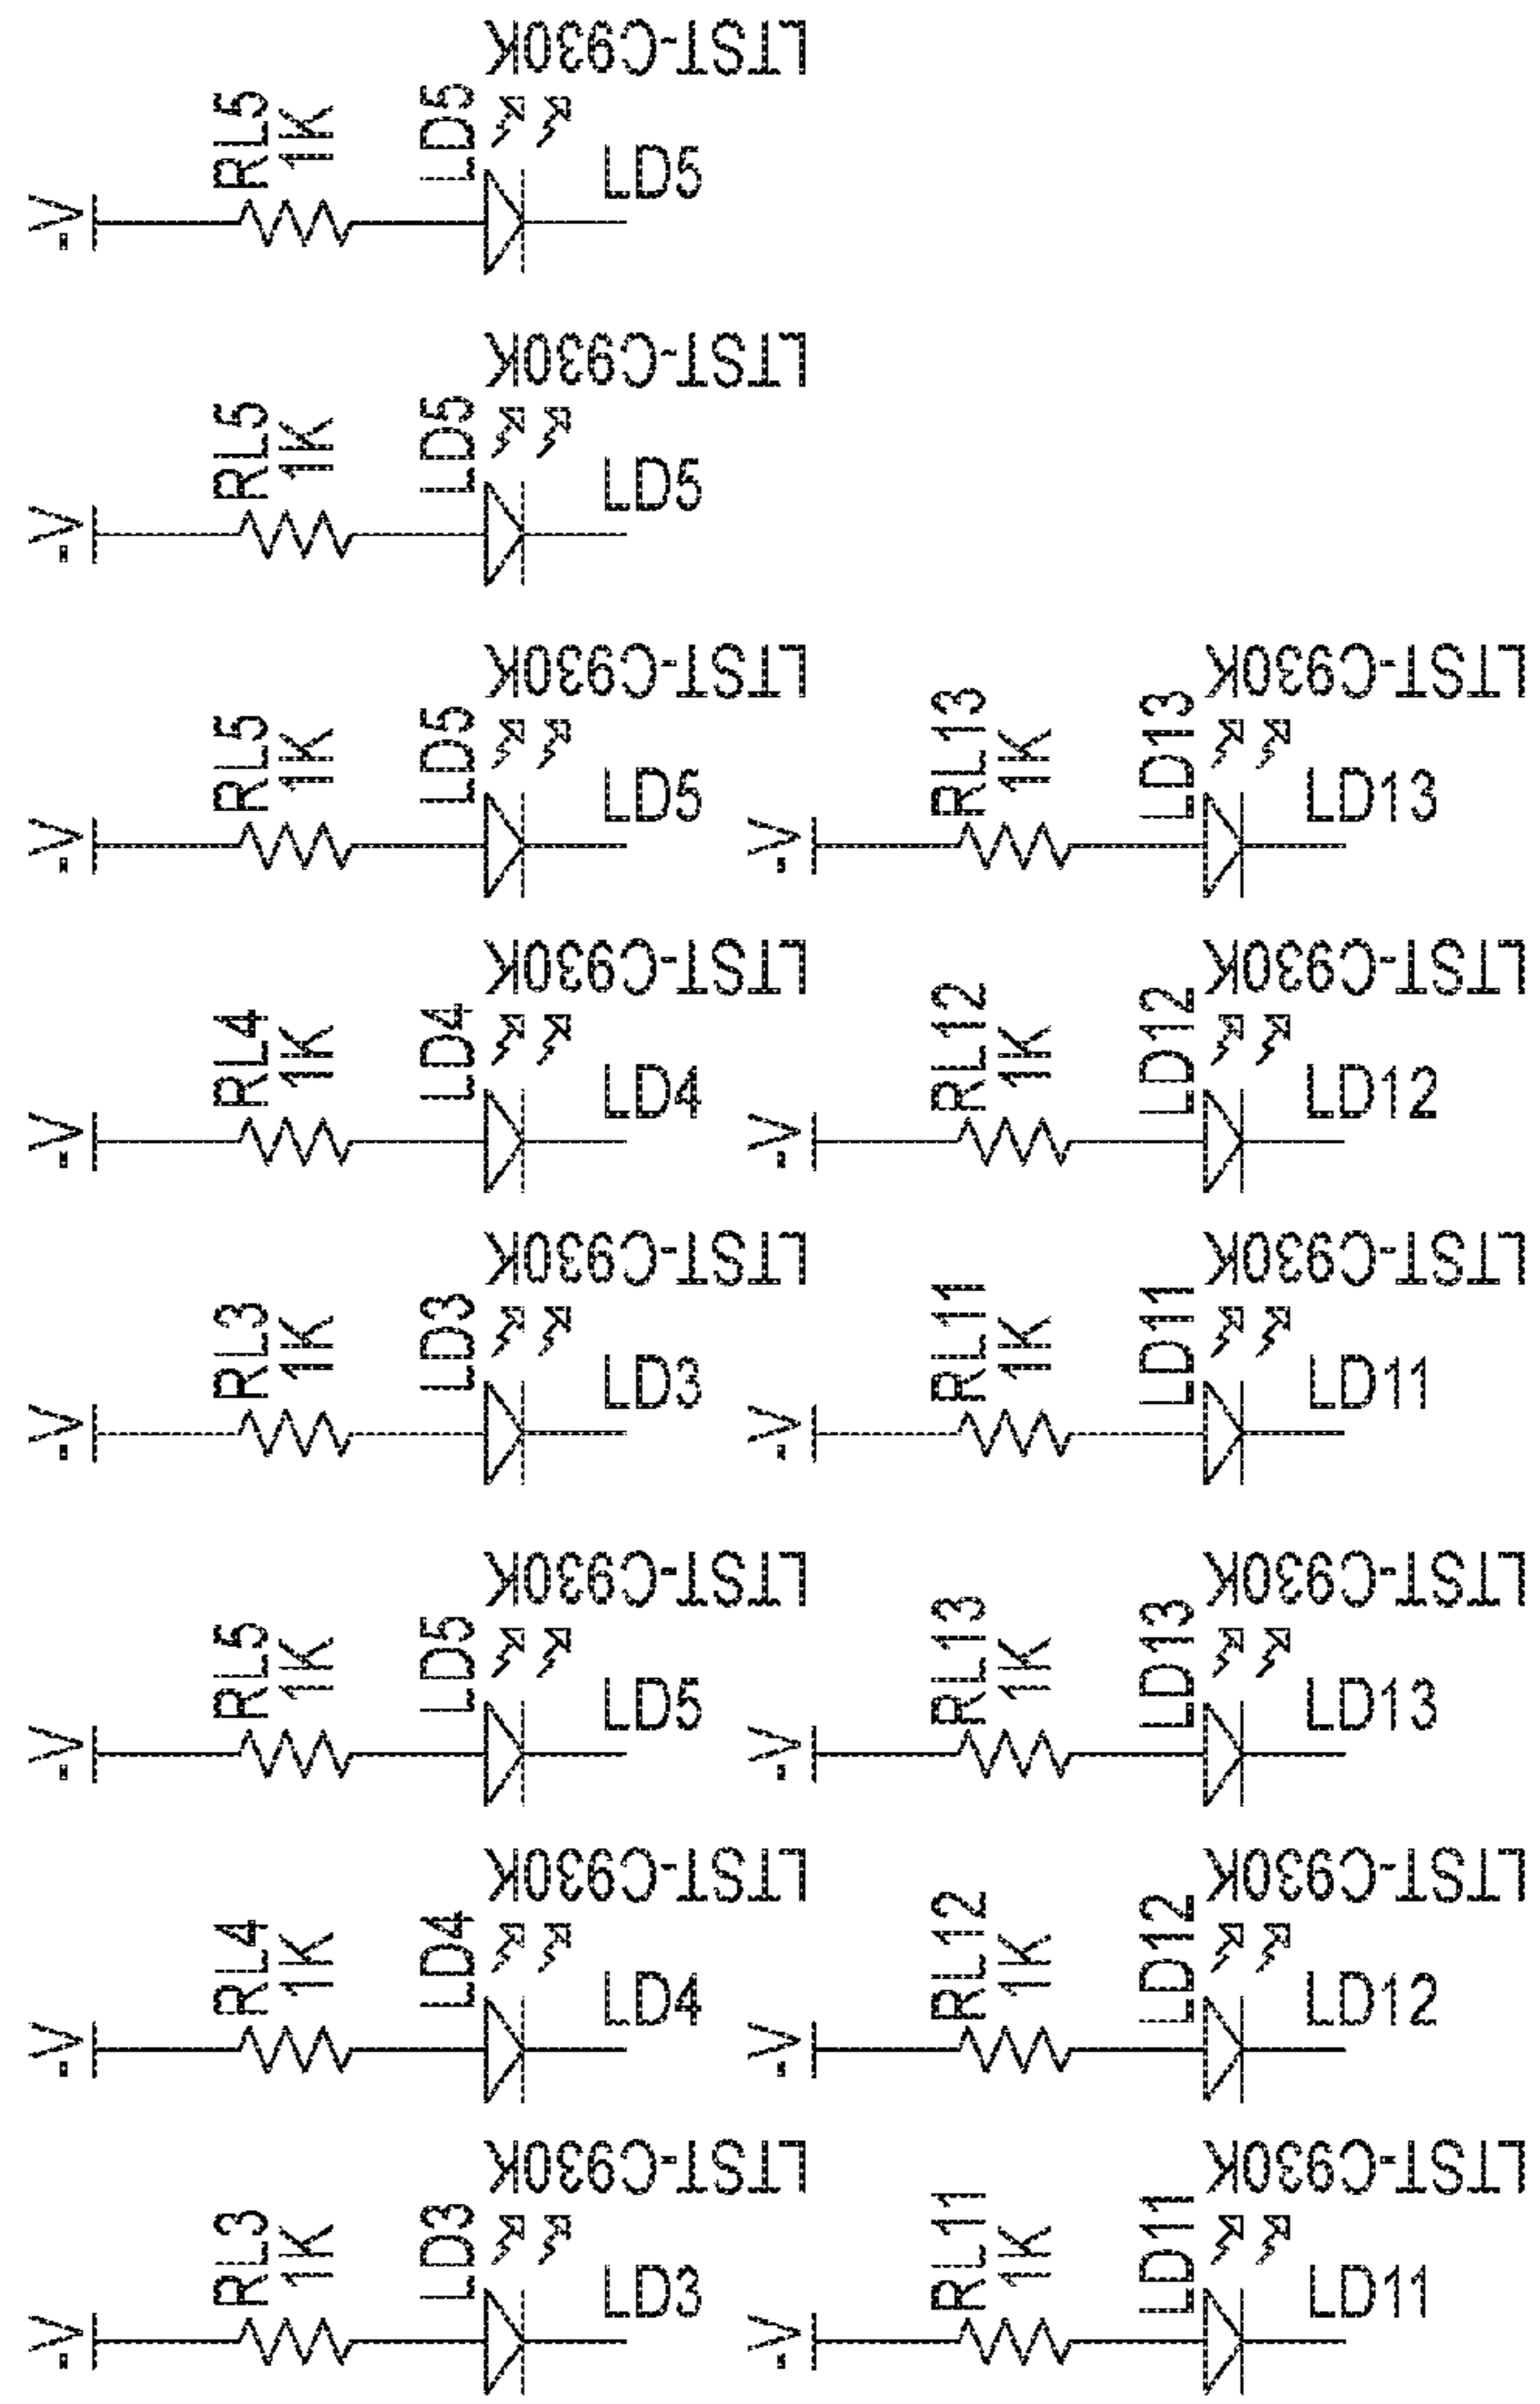 -V
RL5
1K
LD5
LTST-C930K
LD5
-V
RL5
1K
LD5
LTST-C930K
LD5
-V
RL5
1K
LD5
LTST-C930K
LD5
-V
RL13
1K
LD13
LTST-C930K
LD13
-V
RL4
1K
LD4
LTST-C930K
LD4
-V
RL12
1K
LD12
LTST-C930K
LD12
-V
RL3
1K
LD3
LTST-C930K
LD3
-V
RL11
1K
LD11
LTST-C930K
LD11
-V
RL5
1K
LD5
LTST-C930K
LD5
-V
RL13
1K
LD13
LTST-C930K
LD13
-V
RL4
1K
LD4
LTST-C930K
LD4
-V
RL12
1K
LD12
LTST-C930K
LD12
-V
RL3
1K
LD3
LTST-C930K
LD3
-V
RL11
1K
LD11
LTST-C930K
LD11